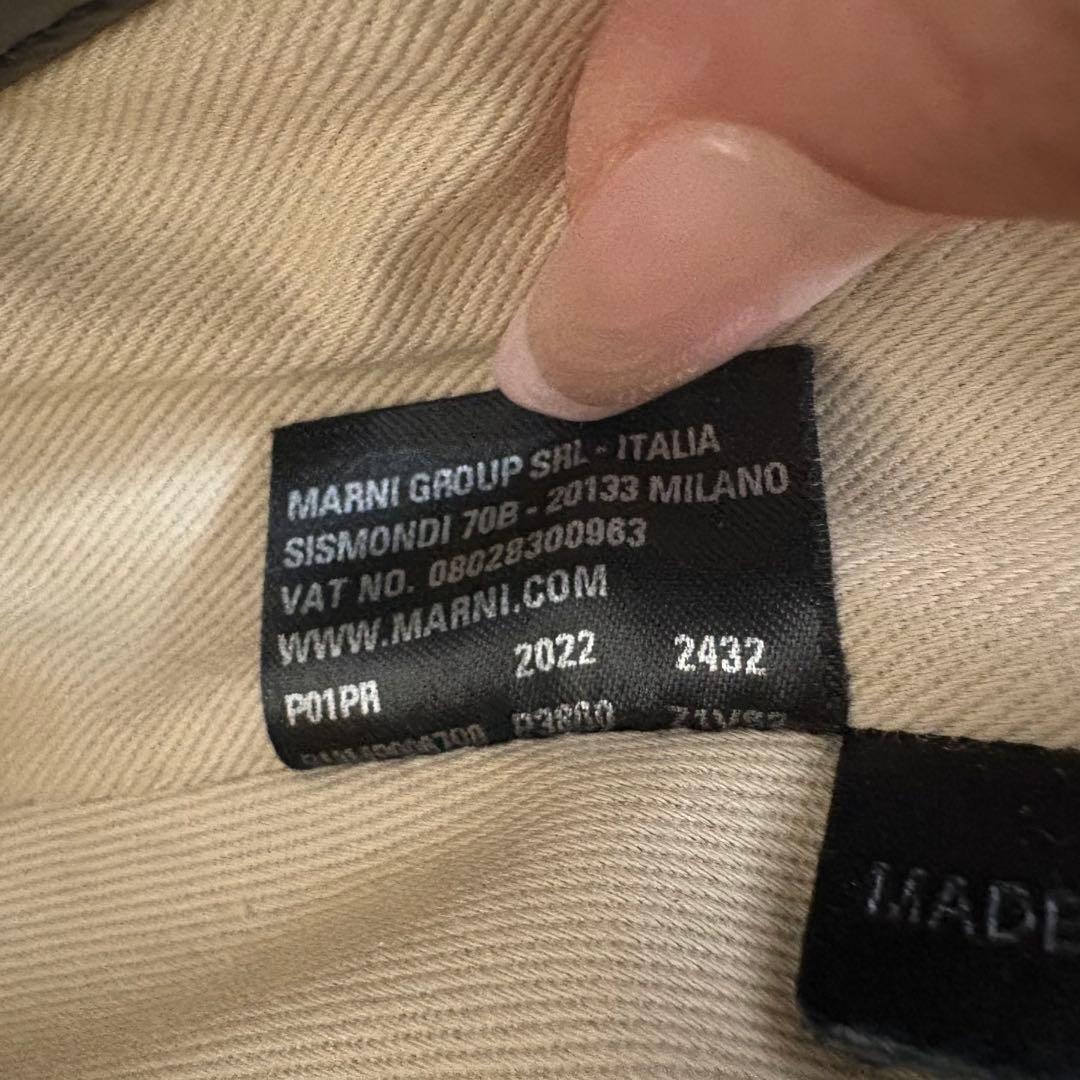 MARNI GROUP SRL - ITALIA
SISMONDI 70B - 20133 MILANO
VAT NO. 08028300963
WWW.MARNI.COM
P01PR 2022 2432
MADE